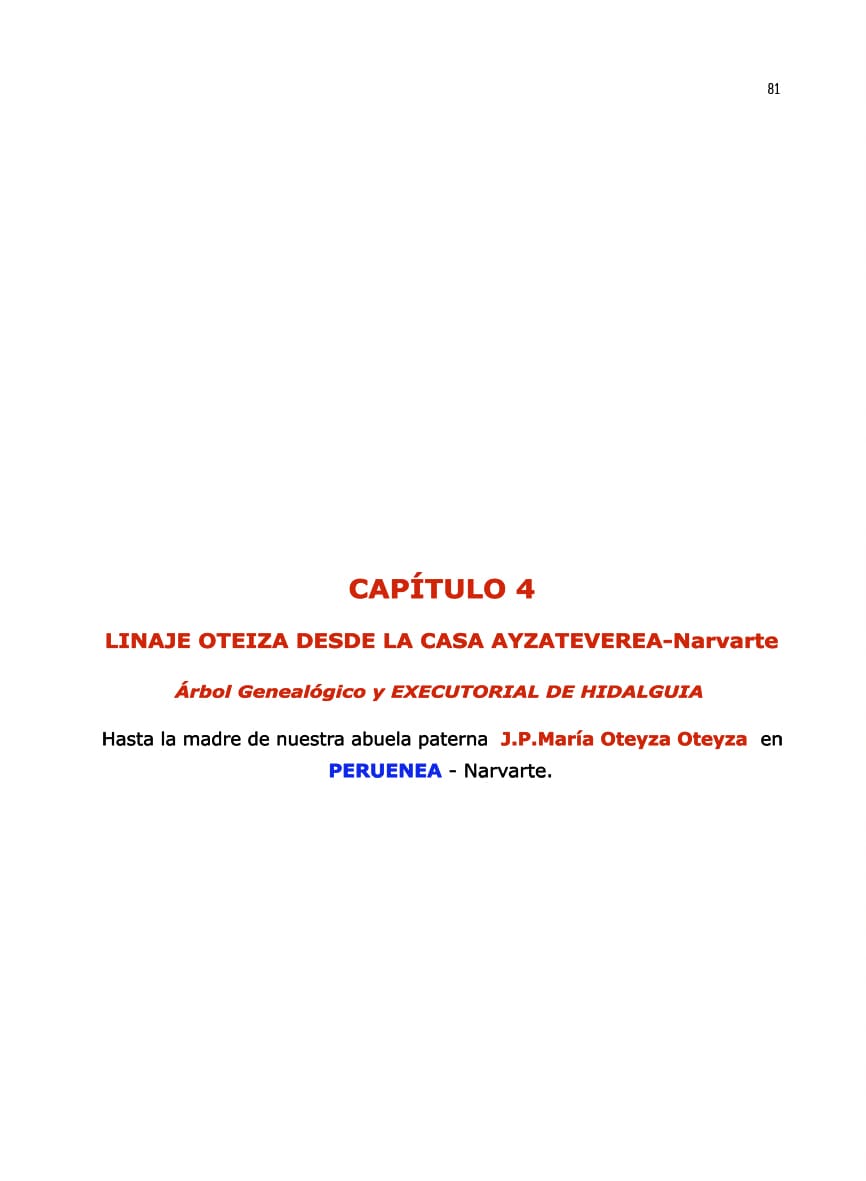 81
CAPÍTULO 4
LINAJE OTEIZA DESDE LA CASA AYZATEVEREA-Narvarte
Árbol Genealógico y EXECUTORIAL DE HIDALGUIA
Hasta la madre de nuestra abuela paterna J.P.María Oteyza Oteyza en
PERUENEA - Narvarte.